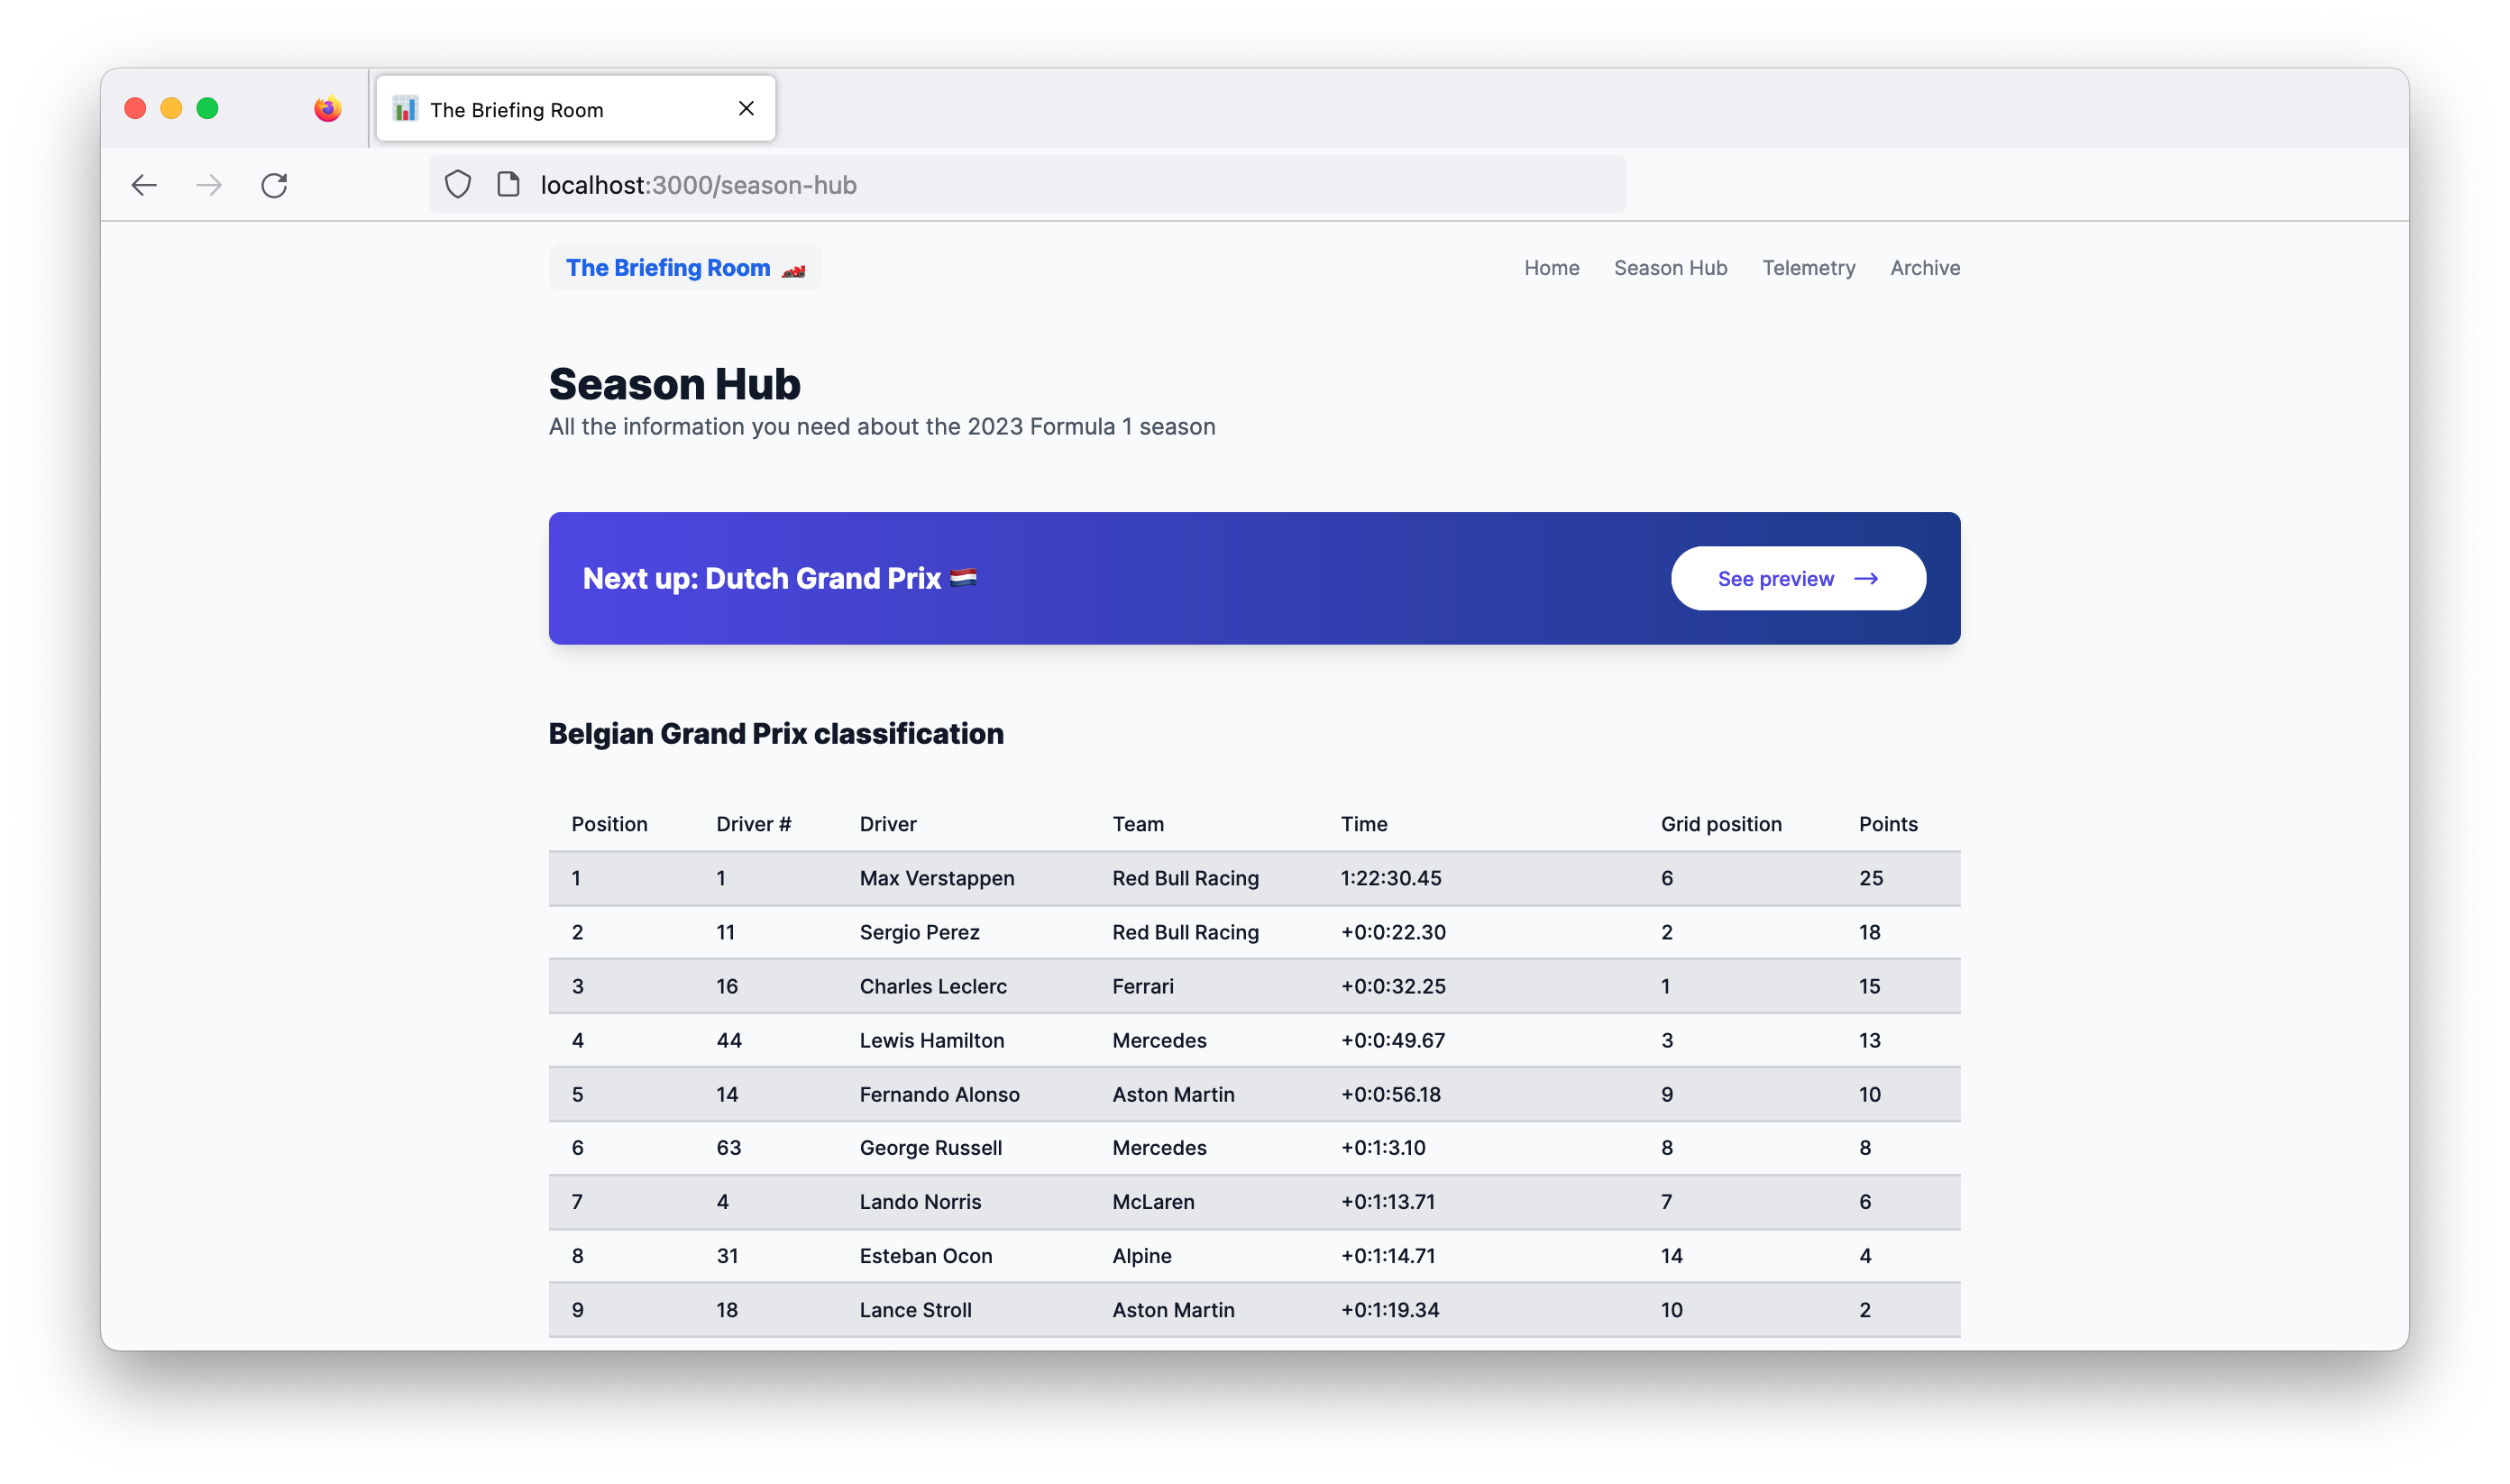 The Briefing Room
localhost:3000/season-hub
The Briefing Room 🏎️ Home Season Hub Telemetry Archive
Season Hub
All the information you need about the 2023 Formula 1 season
Next up: Dutch Grand Prix 🇳🇱 See preview →
Belgian Grand Prix classification
Position Driver # Driver Team Time Grid position Points
1 1 Max Verstappen Red Bull Racing 1:22:30.45 6 25
2 11 Sergio Perez Red Bull Racing +0:0:22.30 2 18
3 16 Charles Leclerc Ferrari +0:0:32.25 1 15
4 44 Lewis Hamilton Mercedes +0:0:49.67 3 13
5 14 Fernando Alonso Aston Martin +0:0:56.18 9 10
6 63 George Russell Mercedes +0:1:3.10 8 8
7 4 Lando Norris McLaren +0:1:13.71 7 6
8 31 Esteban Ocon Alpine +0:1:14.71 14 4
9 18 Lance Stroll Aston Martin +0:1:19.34 10 2